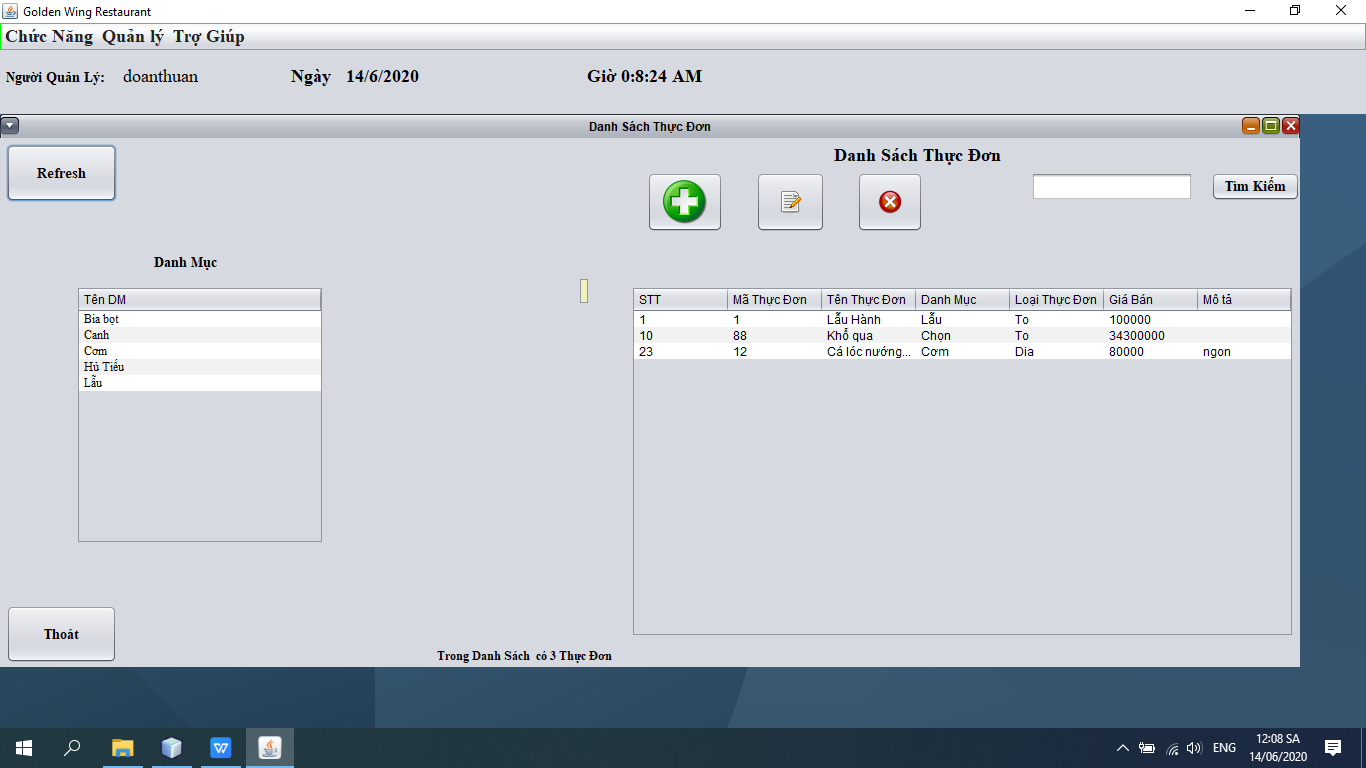 Golden Wing Restaurant
Chức Năng Quản lý Trợ Giúp
Người Quản Lý: doanthuan Ngày 14/6/2020 Giờ 0:8:24 AM
Danh Sách Thực Đơn
Refresh
Danh Sách Thực Đơn
Tìm Kiếm
Danh Mục
Tên DM
Bia bọt
Canh
Cơm
Hủ Tiếu
Lẩu
STT Mã Thực Đơn Tên Thực Đơn Danh Mục Loại Thực Đơn Giá Bán Mô tả
1 1 Lẩu Hành Lẩu To 100000
10 88 Khổ qua Chọn To 34300000
23 12 Cá lóc nướng... Cơm Dia 80000 ngon
Thoát
Trong Danh Sách có 3 Thực Đơn
ENG
12:08 SA
14/06/2020